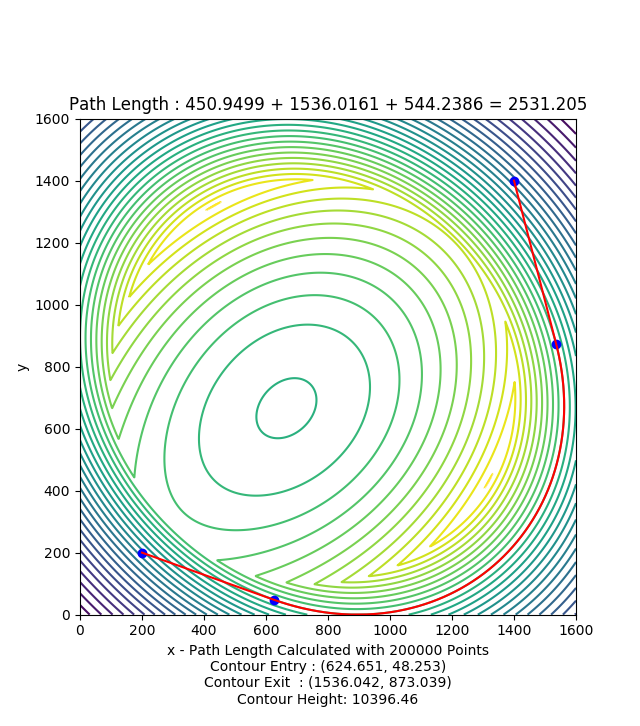 Path Length : 450.9499 + 1536.0161 + 544.2386 = 2531.205
1600
1400
1200
1000
800
600
400
200
0
y
0 200 400 600 800 1000 1200 1400 1600
x - Path Length Calculated with 200000 Points
Contour Entry : (624.651, 48.253)
Contour Exit  : (1536.042, 873.039)
Contour Height: 10396.46